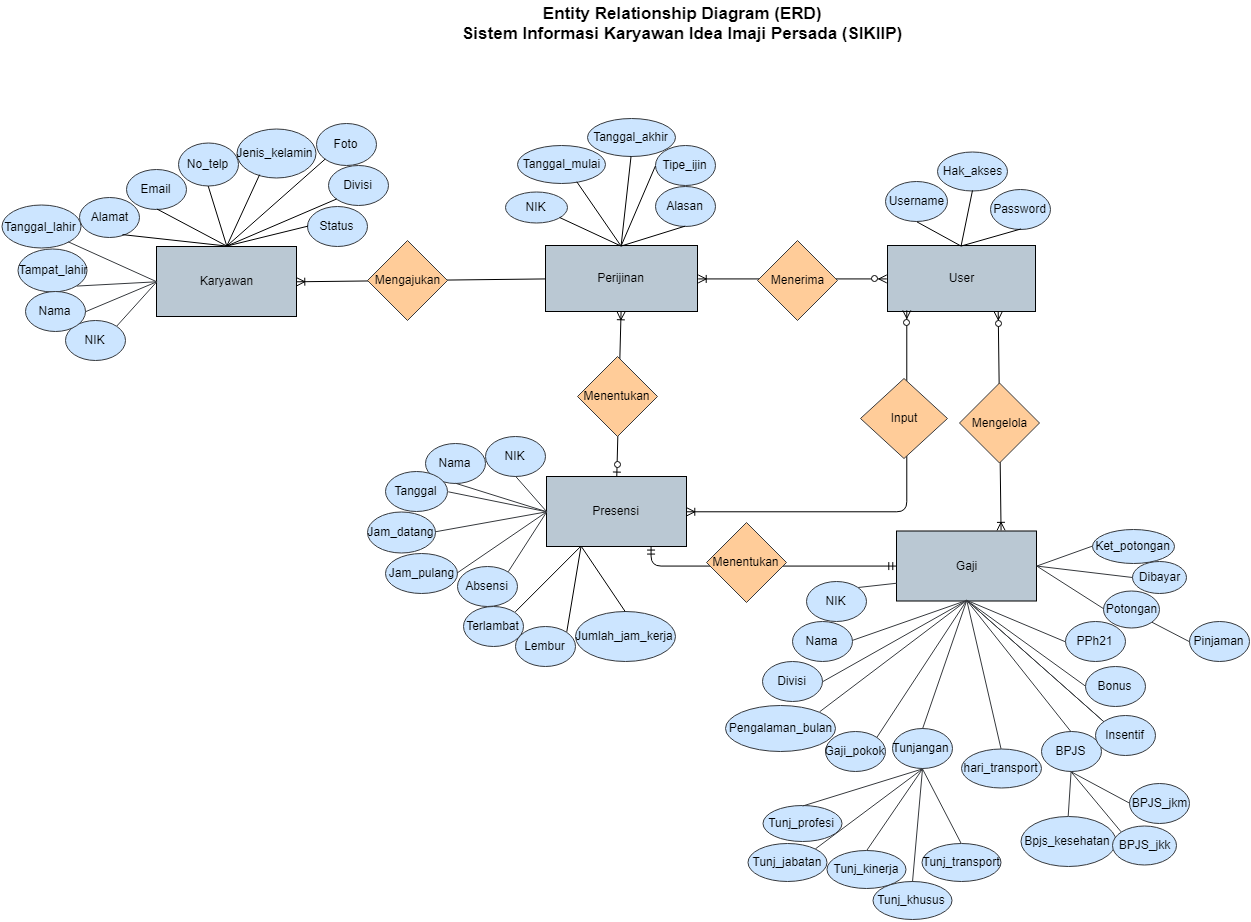 Entity Relationship Diagram (ERD)
Sistem Informasi Karyawan Idea Imaji Persada (SIKIIP)
Foto
Jenis_kelamin
No_telp
Divisi
Email
Status
Alamat
Tanggal_lahir
Tampat_lahir
Nama
NIK
Karyawan
Mengajukan
Tanggal_akhir
Tanggal_mulai
Tipe_ijin
NIK
Alasan
Perijinan
Menerima
Hak_akses
Username
Password
User
Menentukan
Input
Mengelola
NIK
Nama
Tanggal
Jam_datang
Jam_pulang
Absensi
Terlambat
Lembur
Jumlah_jam_kerja
Presensi
Menentukan
Gaji
Ket_potongan
Dibayar
Potongan
Pinjaman
PPh21
Bonus
Insentif
NIK
Nama
Divisi
Pengalaman_bulan
Gaji_pokok
Tunjangan
hari_transport
BPJS
BPJS_jkm
BPJS_jkk
Bpjs_kesehatan
Tunj_profesi
Tunj_jabatan
Tunj_kinerja
Tunj_khusus
Tunj_transport